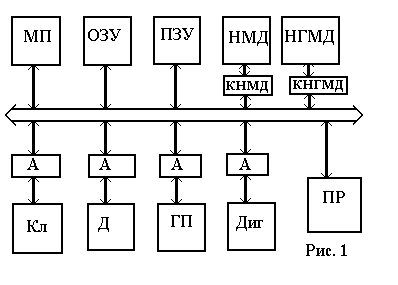 МП ОЗУ ПЗУ НМД НГМД
КНМД КНГМД
А А А А
Кл Д ГП Диг ПР
Рис. 1